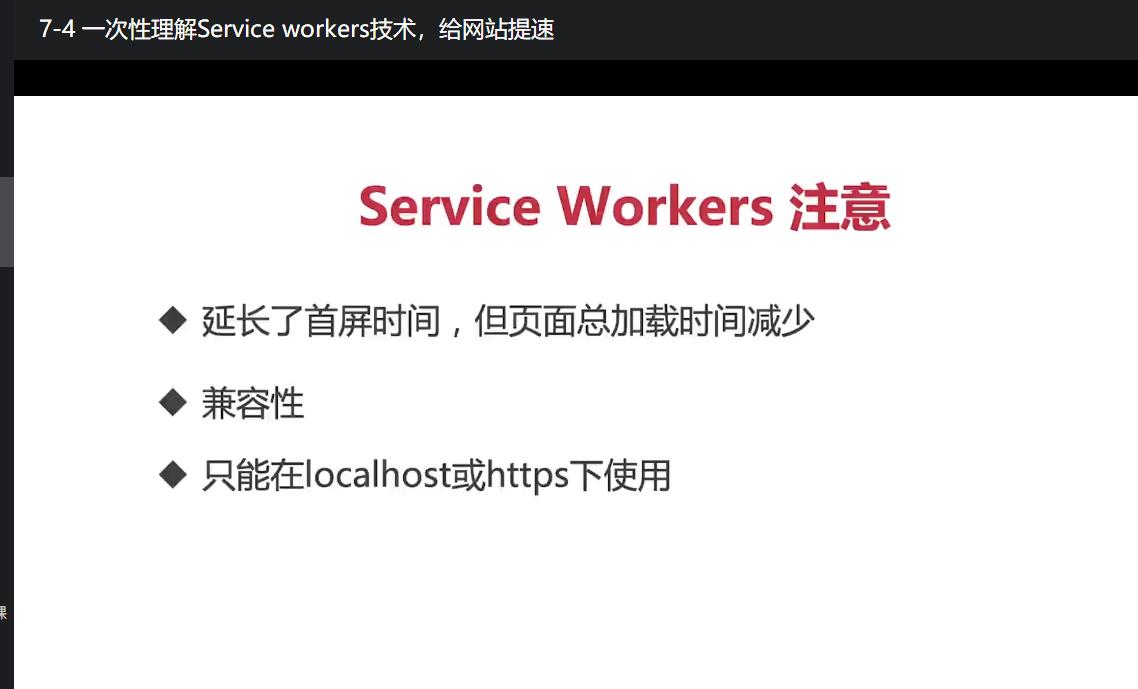 7-4 一次性理解Service workers技术，给网站提速
Service Workers 注意
◆ 延长了首屏时间，但页面总加载时间减少
◆ 兼容性
◆ 只能在localhost或https下使用
课